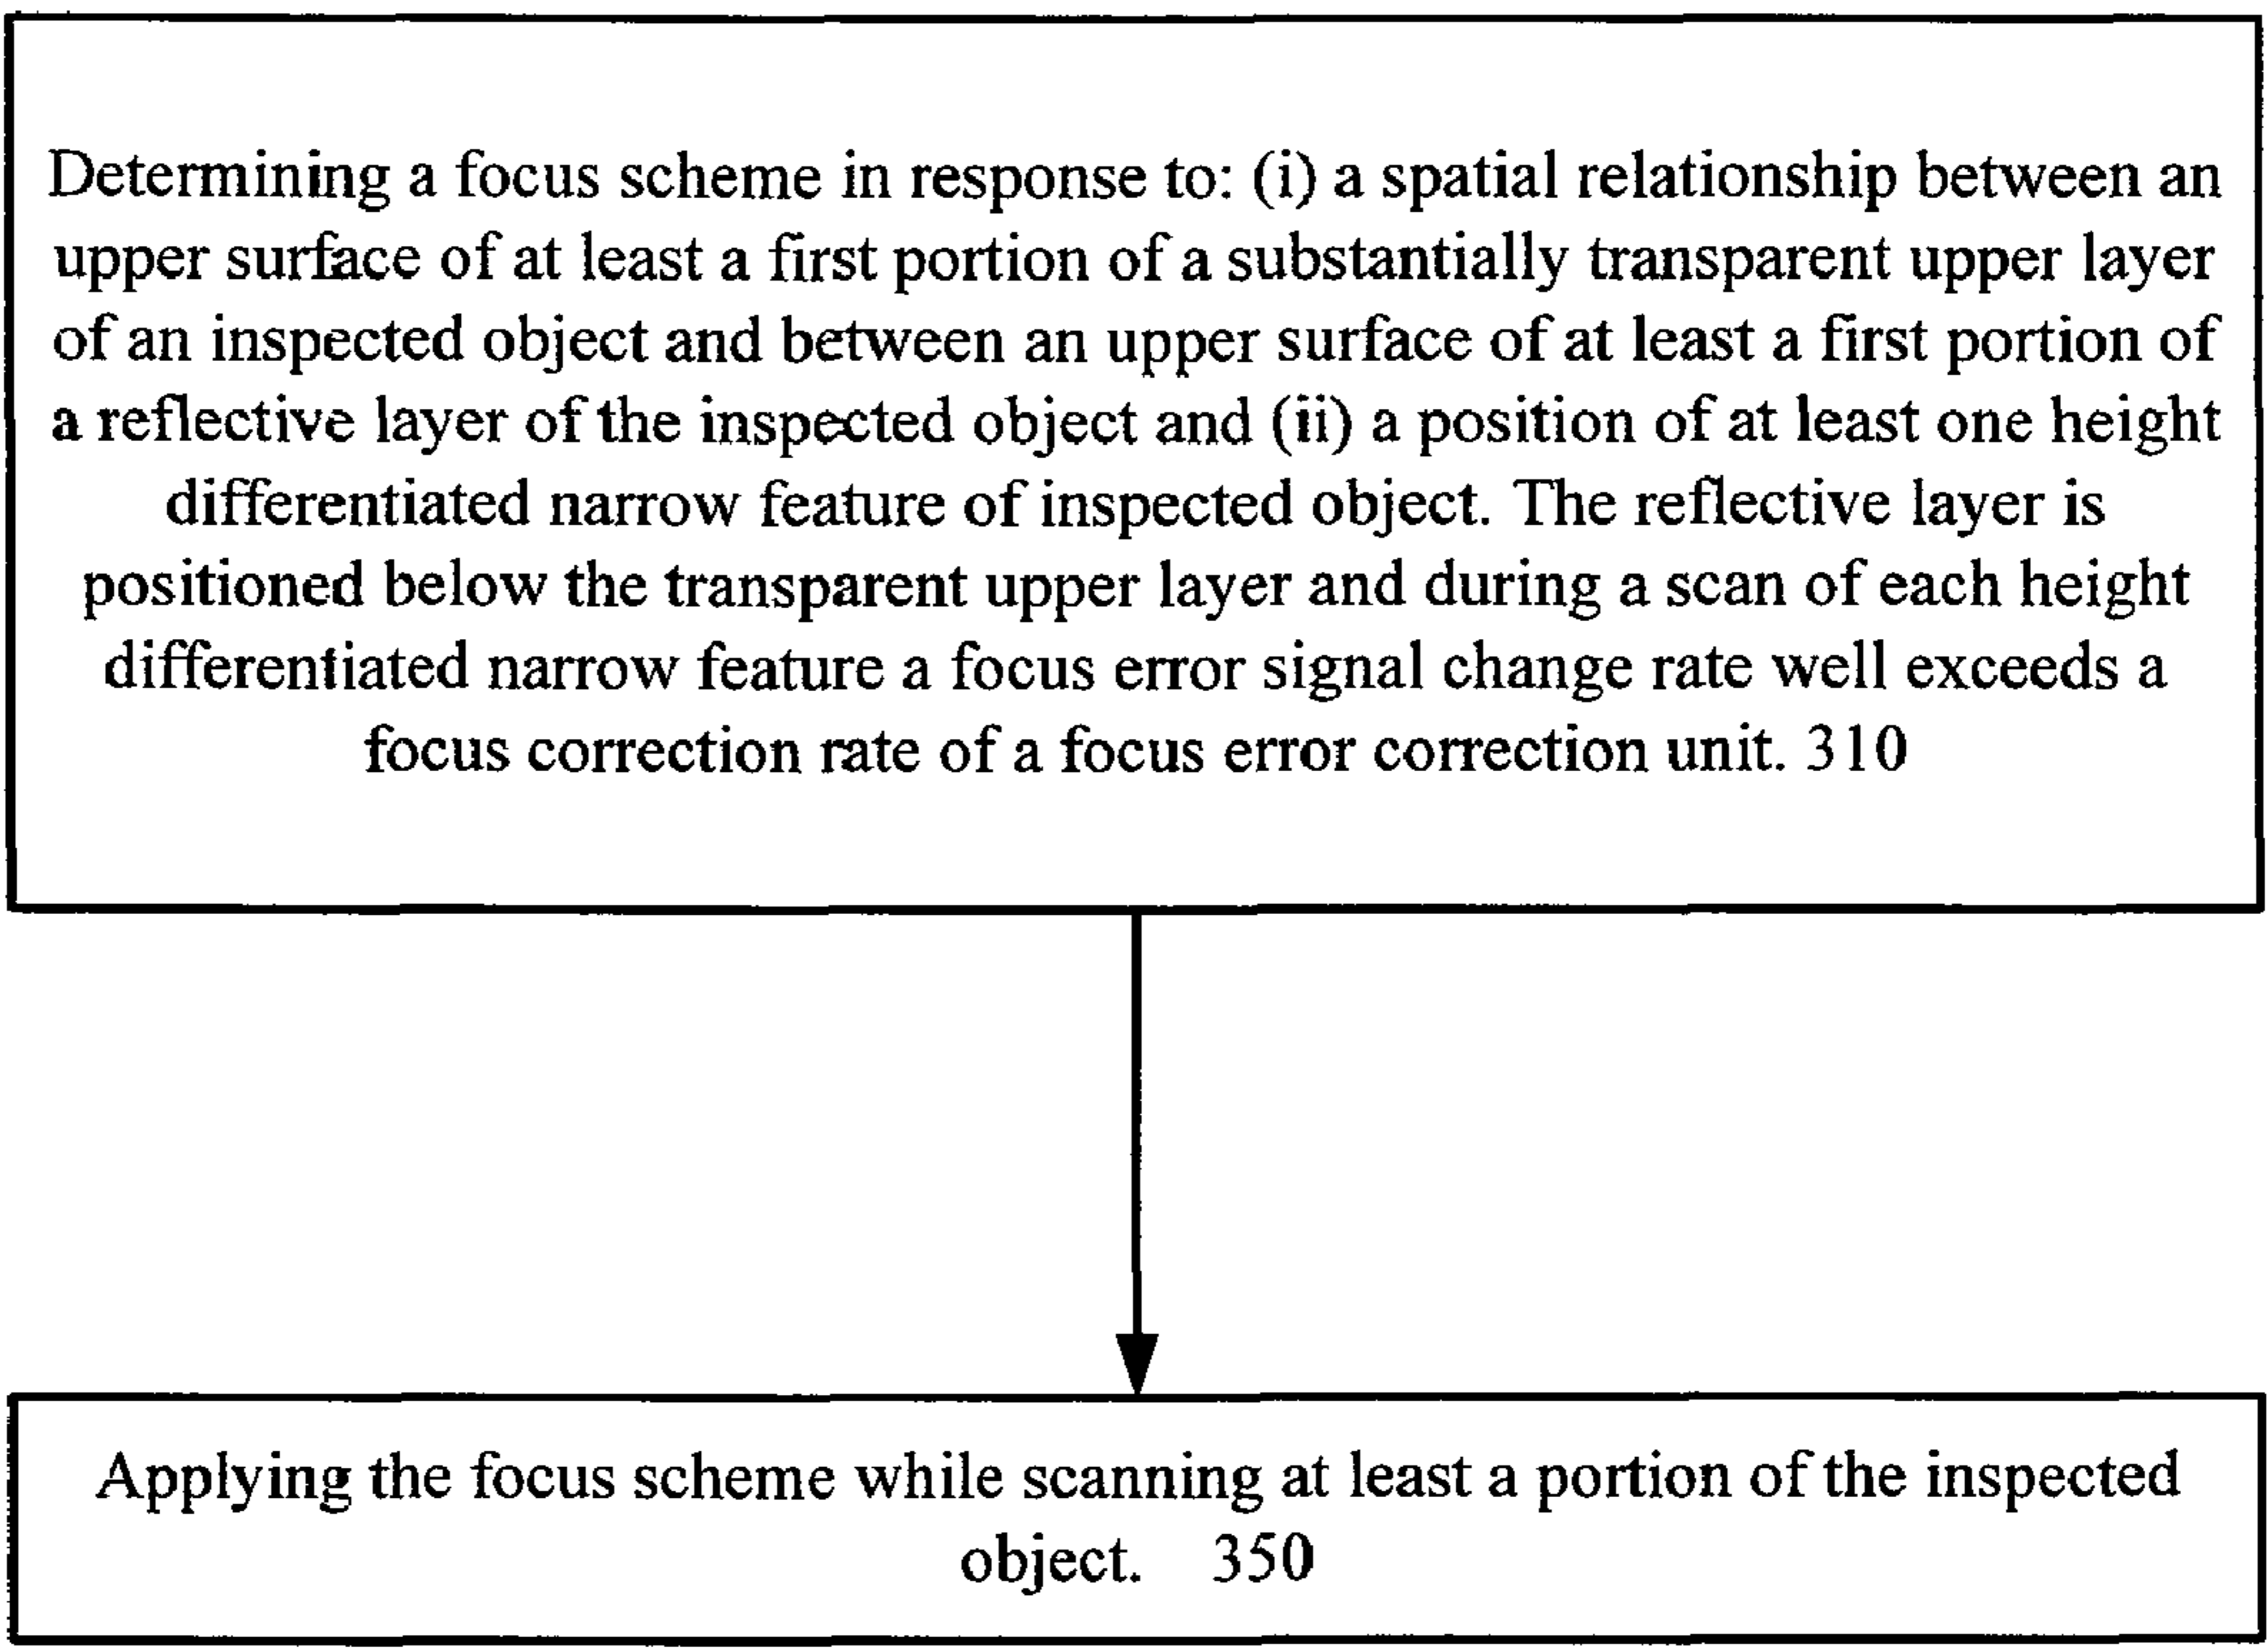 Determining a focus scheme in response to: (i) a spatial relationship between an
upper surface of at least a first portion of a substantially transparent upper layer
of an inspected object and between an upper surface of at least a first portion of
a reflective layer of the inspected object and (ii) a position of at least one height
differentiated narrow feature of inspected object. The reflective layer is
positioned below the transparent upper layer and during a scan of each height
differentiated narrow feature a focus error signal change rate well exceeds a
focus correction rate of a focus error correction unit. 310
Applying the focus scheme while scanning at least a portion of the inspected
object. 350